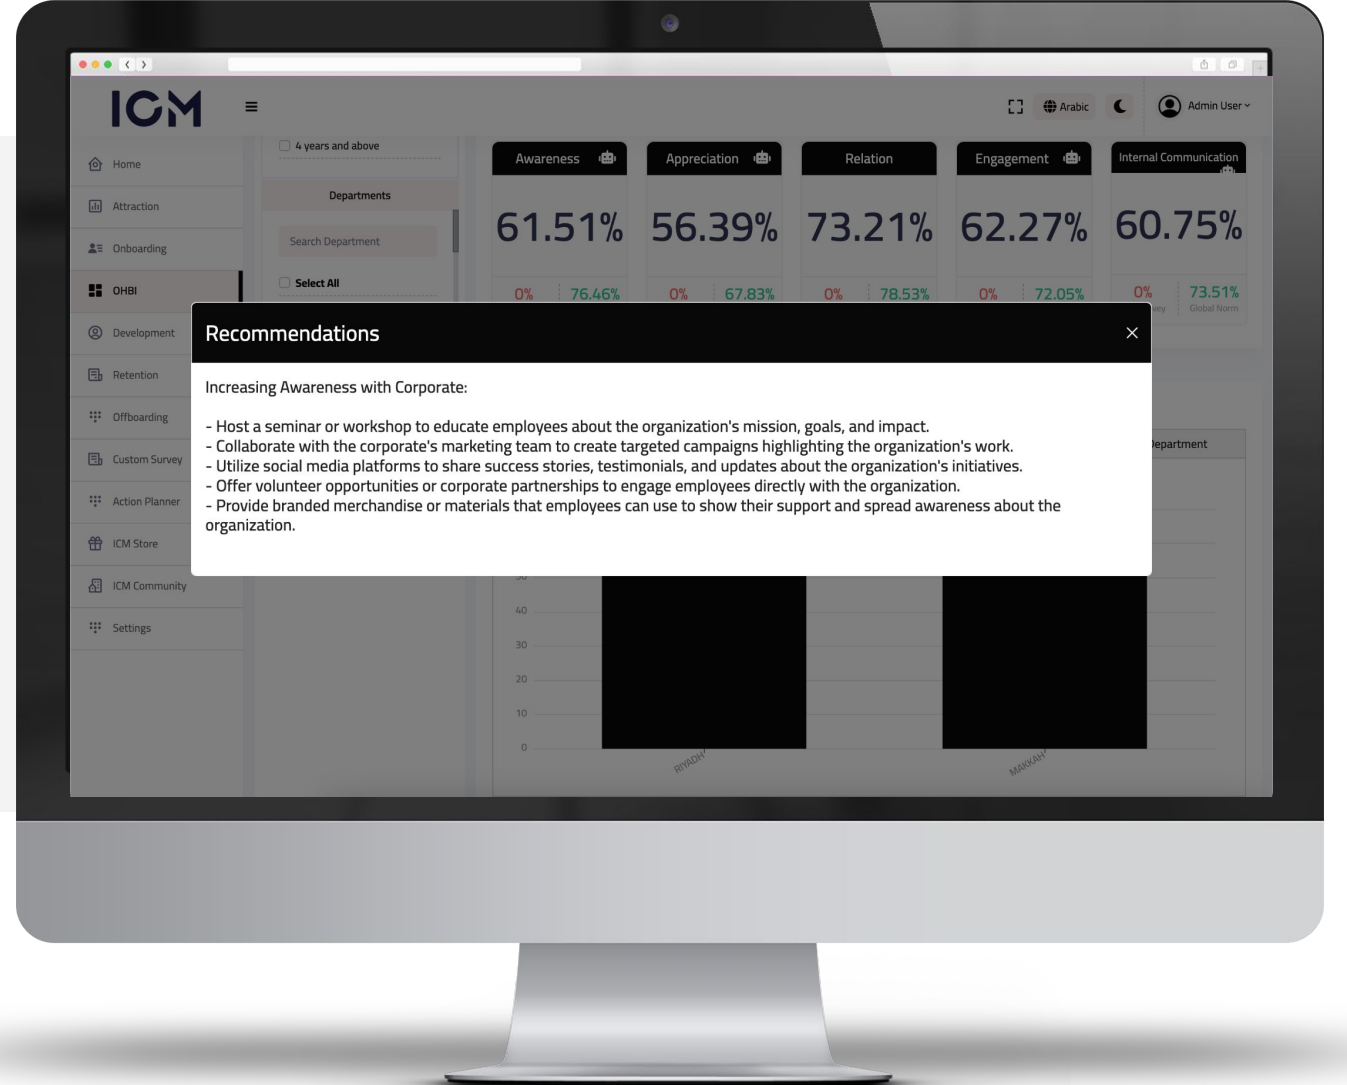 ICM
Arabic
Admin User
Home
Attraction
Onboarding
OHBI
Development
Retention
Offboarding
Custom Survey
Action Planner
ICM Store
ICM Community
Settings
4 years and above
Departments
Search Department
Select All
Awareness
Appreciation
Relation
Engagement
Internal Communication
61.51%
56.39%
73.21%
62.27%
60.75%
0% 76.46%
0% 67.83%
0% 78.53%
0% 72.05%
0% 73.51%
Global Norm
Recommendations
Increasing Awareness with Corporate:
- Host a seminar or workshop to educate employees about the organization's mission, goals, and impact.
- Collaborate with the corporate's marketing team to create targeted campaigns highlighting the organization's work.
- Utilize social media platforms to share success stories, testimonials, and updates about the organization's initiatives.
- Offer volunteer opportunities or corporate partnerships to engage employees directly with the organization.
- Provide branded merchandise or materials that employees can use to show their support and spread awareness about the
organization.
Department
40
30
20
10
0
RIYADH
MAKKAH